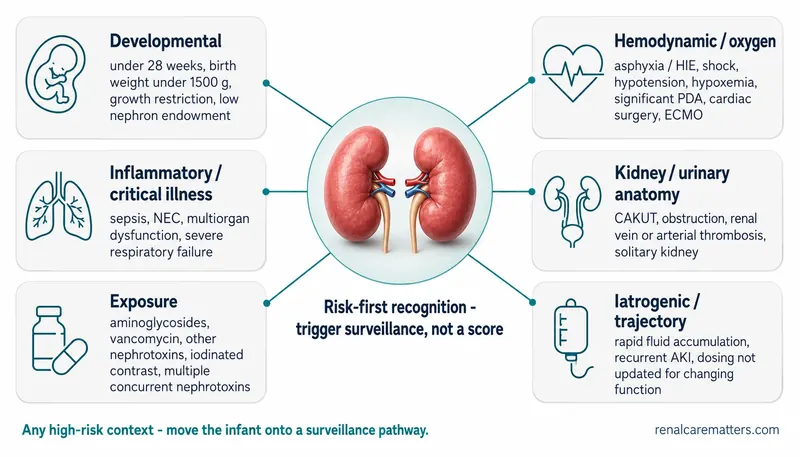 Developmental
under 28 weeks, birth
weight under 1500 g,
growth restriction, low
nephron endowment
Inflammatory /
critical illness
sepsis, NEC, multiorgan
dysfunction, severe
respiratory failure
Exposure
aminoglycosides,
vancomycin, other
nephrotoxins, iodinated
contrast, multiple
concurrent nephrotoxins
Risk-first recognition -
trigger surveillance, not a score
Hemodynamic / oxygen
asphyxia / HIE, shock,
hypotension, hypoxemia,
significant PDA, cardiac
surgery, ECMO
Kidney / urinary
anatomy
CAKUT, obstruction, renal
vein or arterial thrombosis,
solitary kidney
Iatrogenic /
trajectory
rapid fluid accumulation,
recurrent AKI, dosing not
updated for changing
function
Any high-risk context - move the infant onto a surveillance pathway.
renalcarematters.com